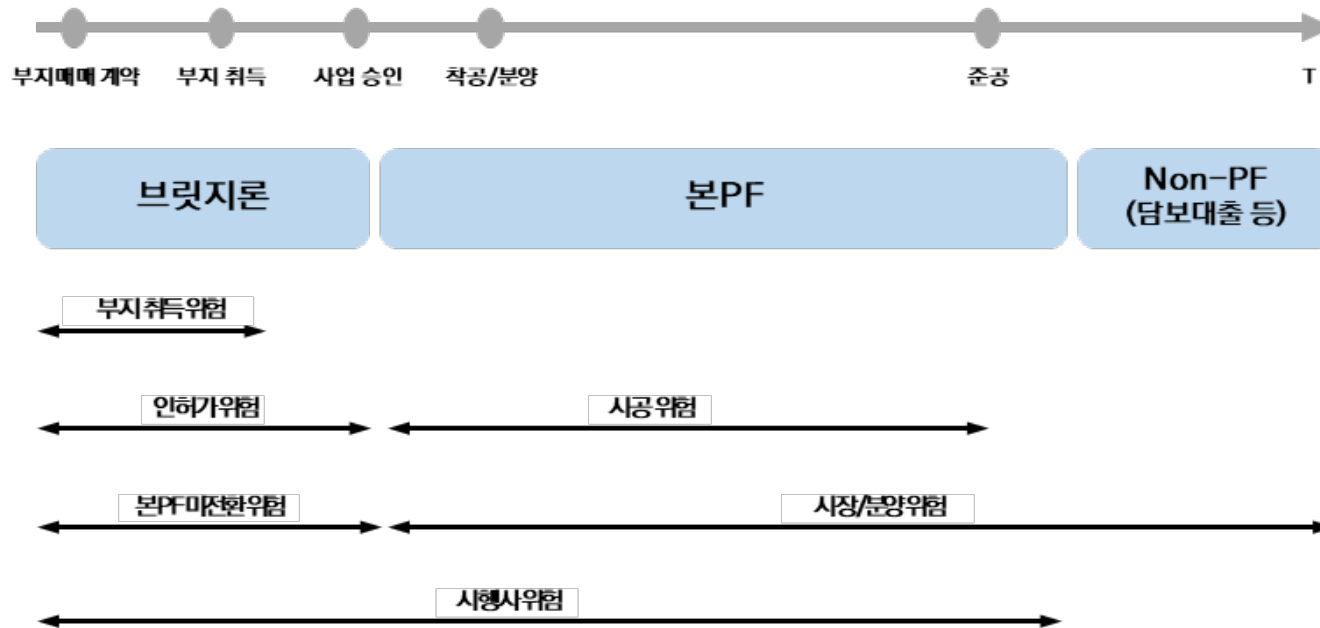 부지매매 계약 부지 취득 사업 승인 착공/분양 준공 T
브릿지론
본PF
Non-PF
(담보대출 등)
부지 취득위험
인허가위험 시공 위험
본PF미전환위험 시장/분양위험
시행사위험